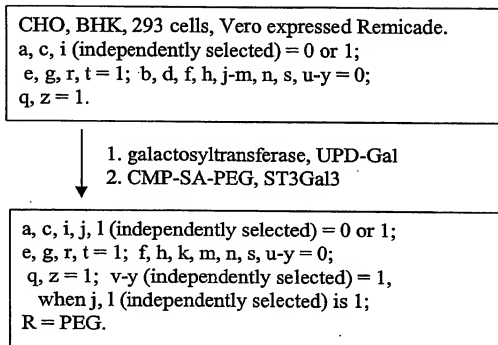 CHO, BHK, 293 cells, Vero expressed Remicade.
a, c, i (independently selected) = 0 or 1;
e, g, r, t = 1; b, d, f, h, j-m, n, s, u-y = 0;
q, z = 1.
1. galactosyltransferase, UPD-Gal
2. CMP-SA-PEG, ST3Gal3
a, c, i, j, l (independently selected) = 0 or 1;
e, g, r, t = 1; f, h, k, m, n, s, u-y = 0;
q, z = 1; v-y (independently selected) = 1,
when j, l (independently selected) is 1;
R = PEG.